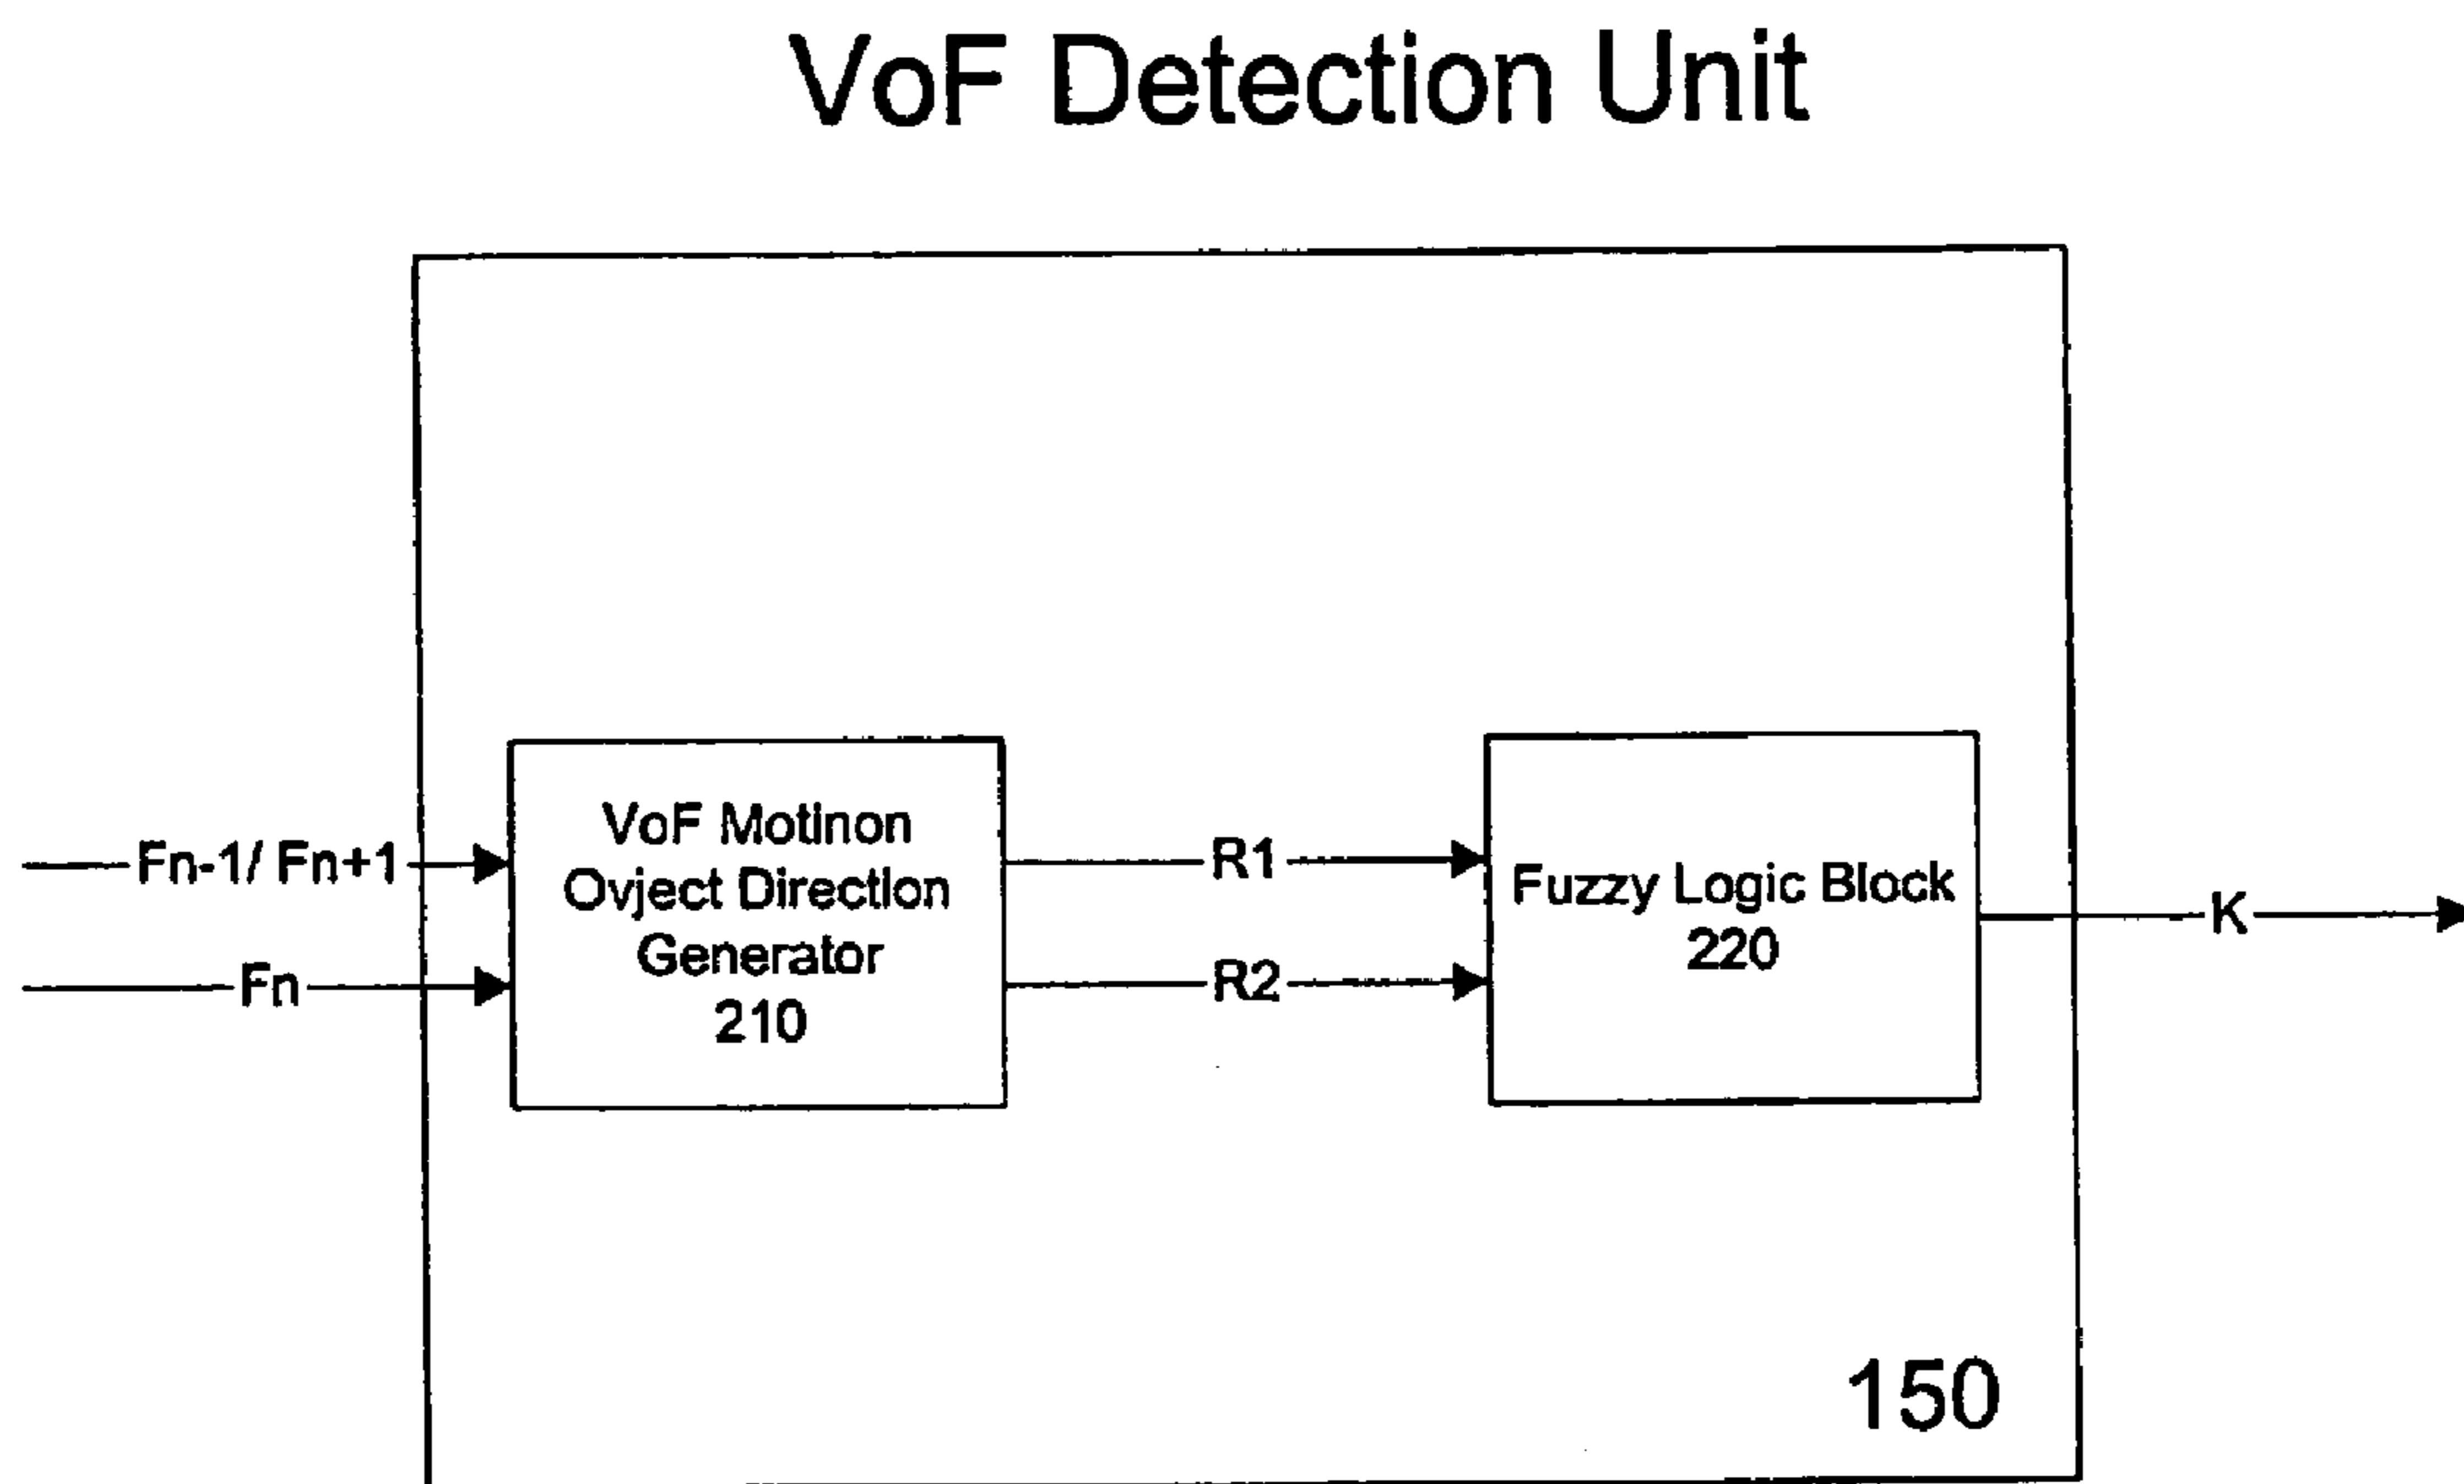 VoF Detection Unit
Fn-1/ Fn+1
Fn
VoF Motinon
Ovject Direction
Generator
210
R1
R2
Fuzzy Logic Block
220
K
150